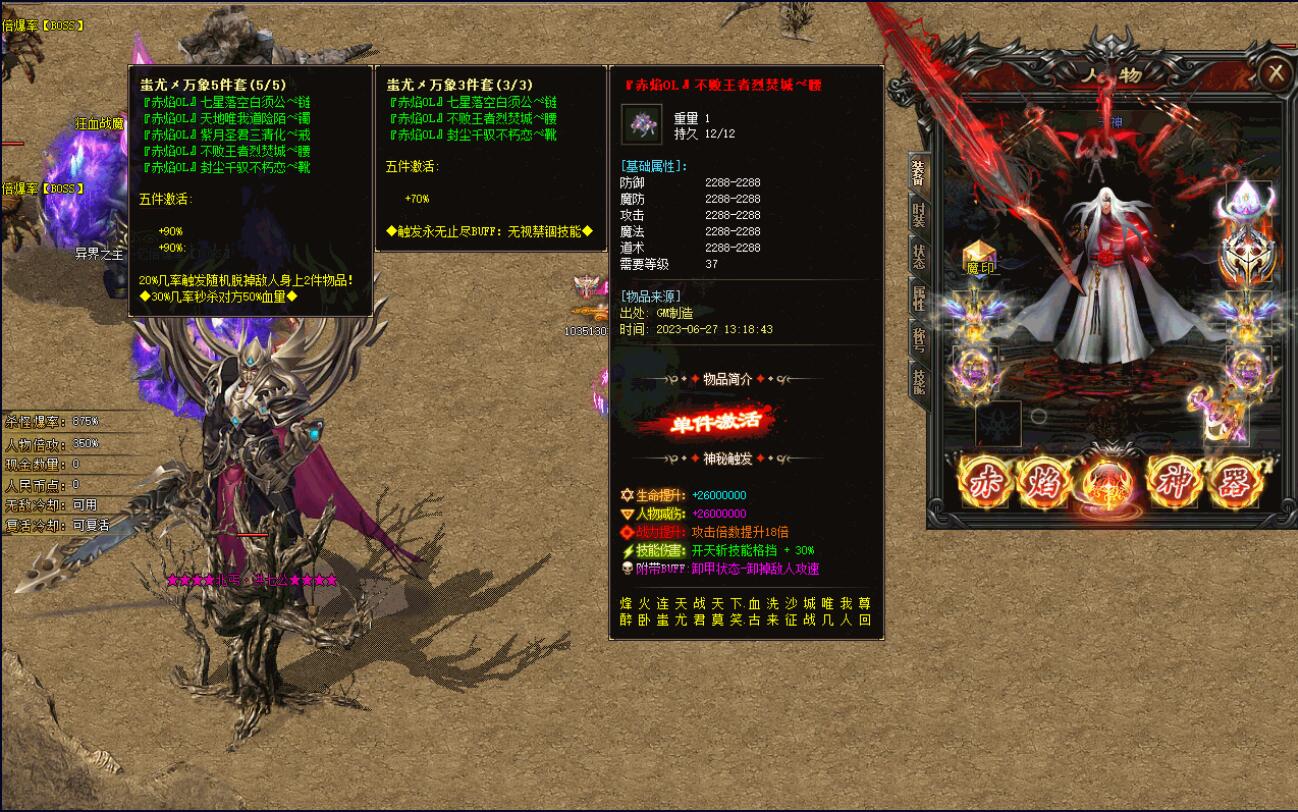 倍爆率【BOSS】
狂血战魔
倍爆率【BOSS】
异界之主
蚩尤〆万象5件套(5/5)
『赤焰OL』七星落空白须公～链
『赤焰OL』天地唯我道险陌～镯
『赤焰OL』紫月圣君三清化～戒
『赤焰OL』不败王者烈焚城～腰
『赤焰OL』封尘千驭不朽恋～靴
五件激活:
+90%
+90%:
20%几率触发随机脱掉敌人身上2件物品!
◆30%几率秒杀对方50%血量◆
蚩尤〆万象3件套(3/3)
『赤焰OL』七星落空白须公～链
『赤焰OL』不败王者烈焚城～腰
『赤焰OL』封尘千驭不朽恋～靴
五件激活:
+70%
◆触发永无止尽BUFF: 无视禁锢技能◆
1035130
『赤焰OL』不败王者烈焚城～腰
重量 1
持久 12/12
[基础属性]:
防御 2288-2288
魔防 2288-2288
攻击 2288-2288
魔法 2288-2288
道术 2288-2288
需要等级 37
[物品来源]
出处: GM制造
时间: 2023-06-27 13:18:43
物品简介
单件激活
神秘触发
生命提升: +26000000
人物减伤: +26000000
战力提升: 攻击倍数提升18倍
技能伤害: 开天斩技能格挡 + 30%
附带BUFF:卸甲状态-卸掉敌人攻速
烽火连天战天下.血洗沙城唯我尊
醉卧蚩尤君莫笑.古来征战几人回
人物
装备
时装
状态
属性
称号
技能
魔印
赤焰神器
杀怪爆率: 875%
人物倍攻: 350%
现金数量: 0
人民币点: 0
无敌冷却: 可用
复活冷却: 可复活
★★★★北丐·洪七公★★★★